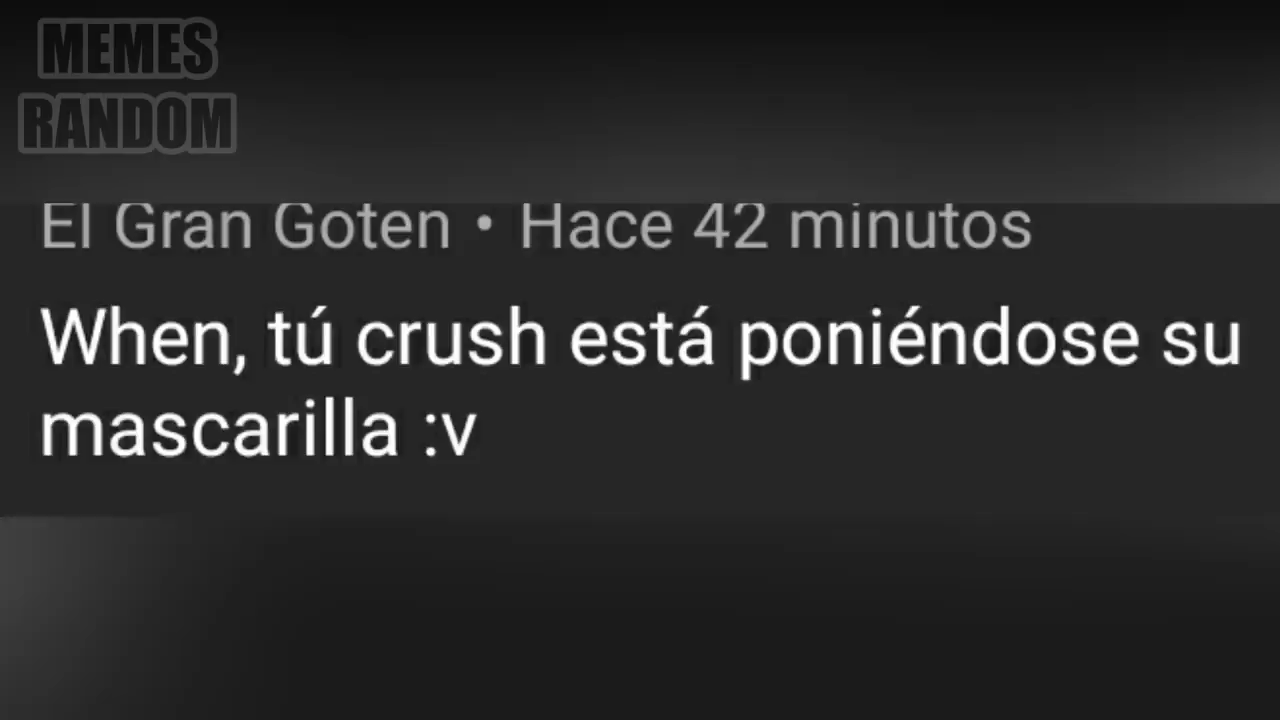 MEMES
RANDOM
El Gran Goten • Hace 42 minutos
When, tú crush está poniéndose su
mascarilla :v